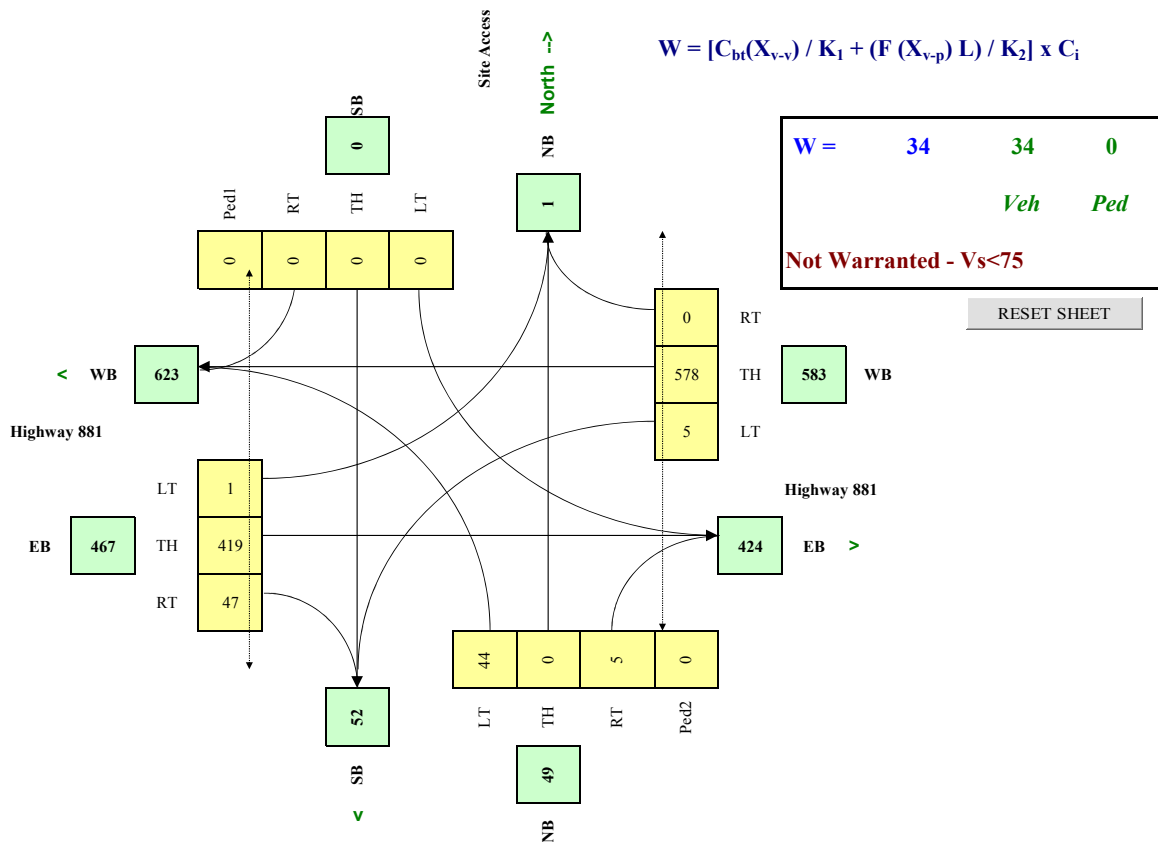 W = [Cbt(Xv-v) / K1 + (F (Xv-p) L) / K2] x Ci
Site Access
North -->
SB
0
NB
1
W = 34 34 0
Veh Ped
Not Warranted - Vs<75
RESET SHEET
Ped1 RT TH LT
0 0 0 0
0 RT
< WB 623
578 TH 583 WB
5 LT
Highway 881
LT 1
Highway 881
EB 467 TH 419
424 EB >
RT 47
44 0 5 0
LT TH RT Ped2
52
SB
v
49
NB